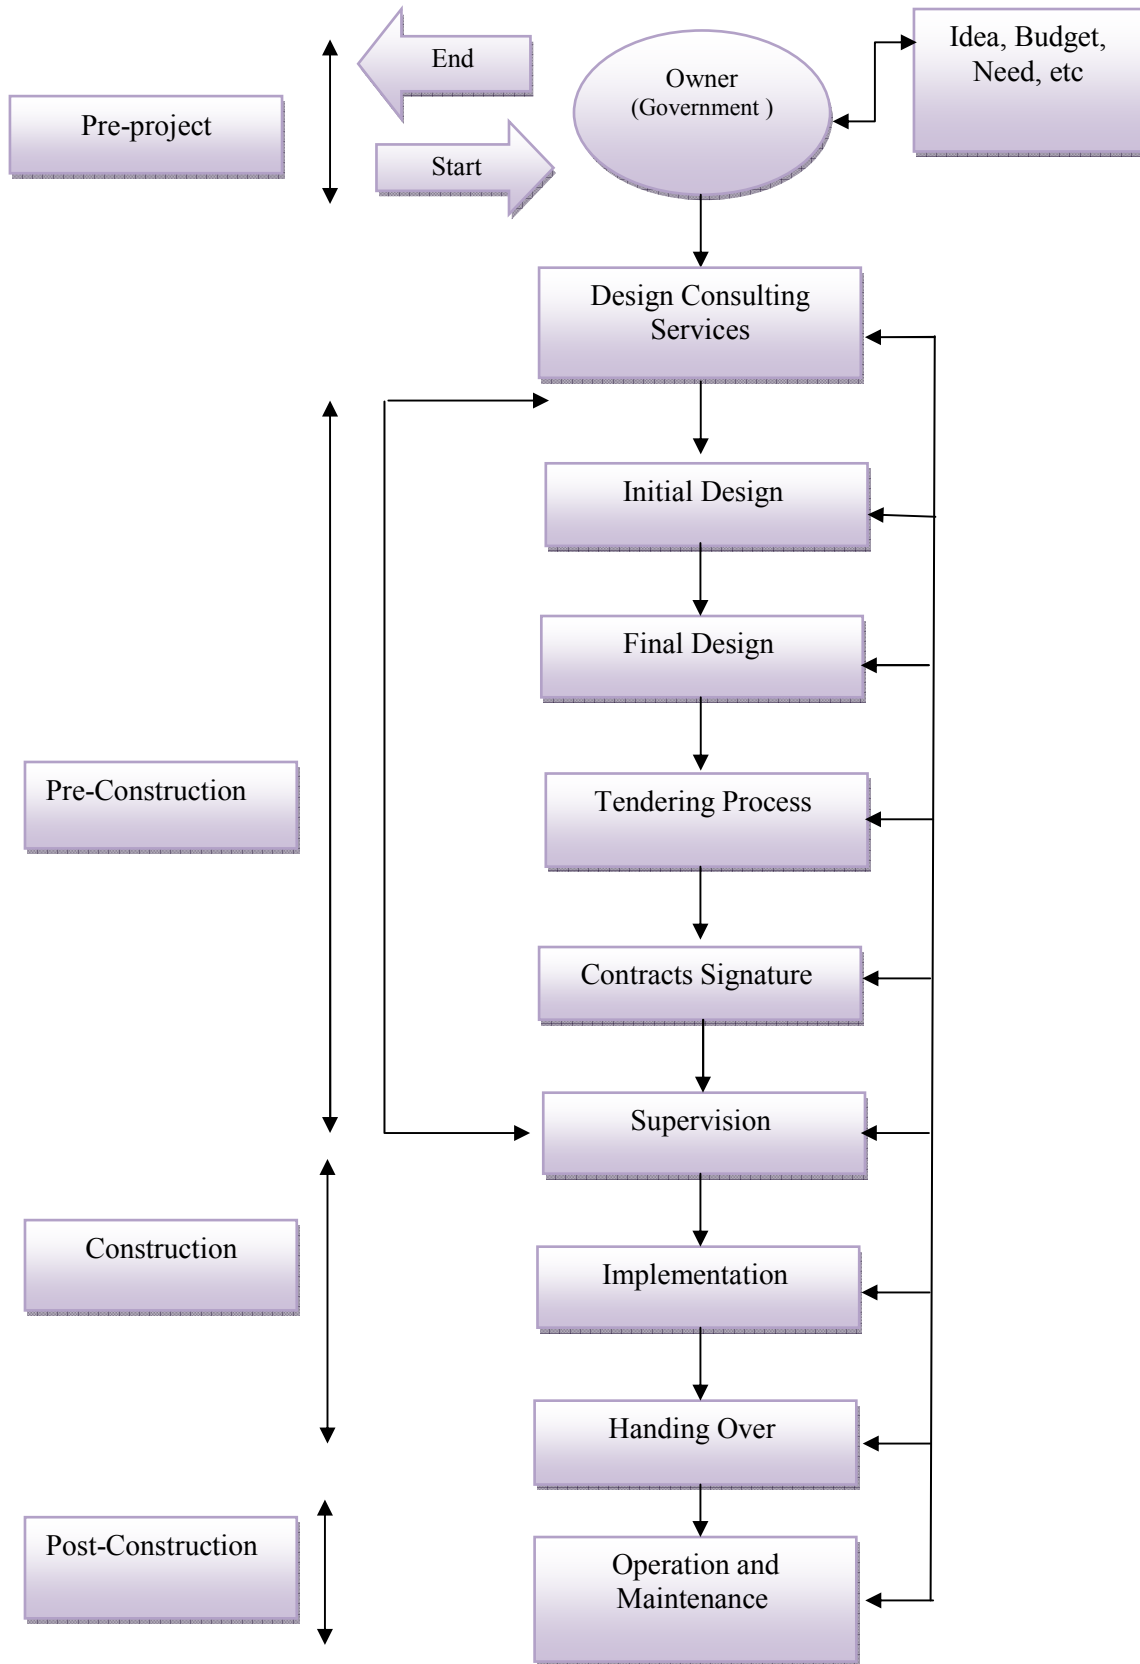 End
Owner
(Government )
Idea, Budget,
Need, etc
Pre-project
Start
Design Consulting
Services
Initial Design
Final Design
Pre-Construction
Tendering Process
Contracts Signature
Supervision
Construction
Implementation
Handing Over
Post-Construction
Operation and
Maintenance